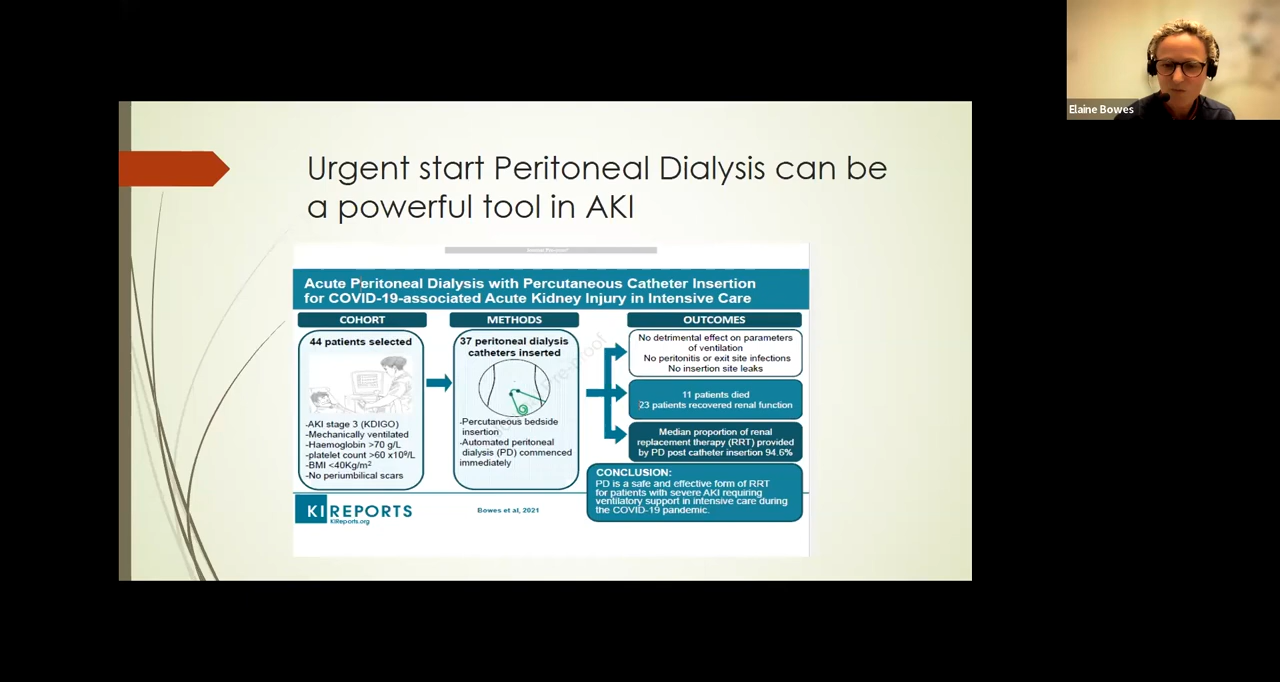 Elaine Bowes
Urgent start Peritoneal Dialysis can be
a powerful tool in AKI
Acute Peritoneal Dialysis with Percutaneous Catheter Insertion
for COVID-19-associated Acute Kidney Injury in Intensive Care
COHORT
44 patients selected
-AKI stage 3 (KDIGO)
-Mechanically ventilated
-Haemoglobin >70 g/L
-platelet count >60 x10⁹/L
-BMI <40Kg/m²
-No periumbilical scars
METHODS
37 peritoneal dialysis
catheters inserted
-Percutaneous bedside
insertion
-Automated peritoneal
dialysis (PD) commenced
immediately
OUTCOMES
No detrimental effect on parameters
of ventilation
No peritonitis or exit site infections
No insertion site leaks
11 patients died
23 patients recovered renal function
Median proportion of renal
replacement therapy (RRT) provided
by PD post catheter insertion 94.6%
CONCLUSION:
PD is a safe and effective form of RRT
for patients with severe AKI requiring
ventilatory support in intensive care during
the COVID-19 pandemic.
KI REPORTS
KIReports.org
Bowes et al, 2021